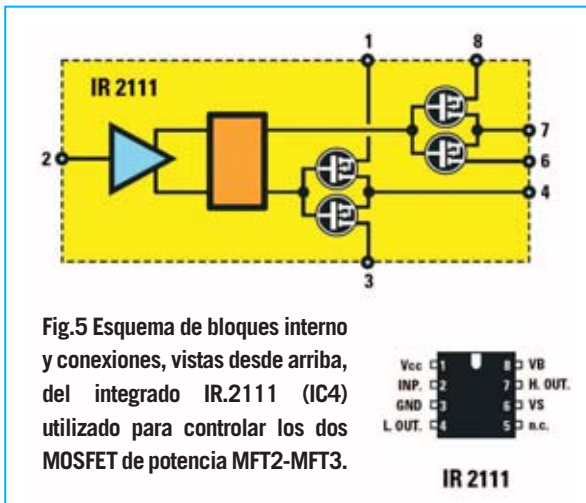 1
8
IR 2111
2
7
6
4
3
Fig.5 Esquema de bloques interno
y conexiones, vistas desde arriba,
del integrado IR.2111 (IC4)
utilizado para controlar los dos
MOSFET de potencia MFT2-MFT3.
Vcc 1 8 VB
INP. 2 7 H. OUT.
GND 3 6 VS
L. OUT. 4 5 n.c.
IR 2111